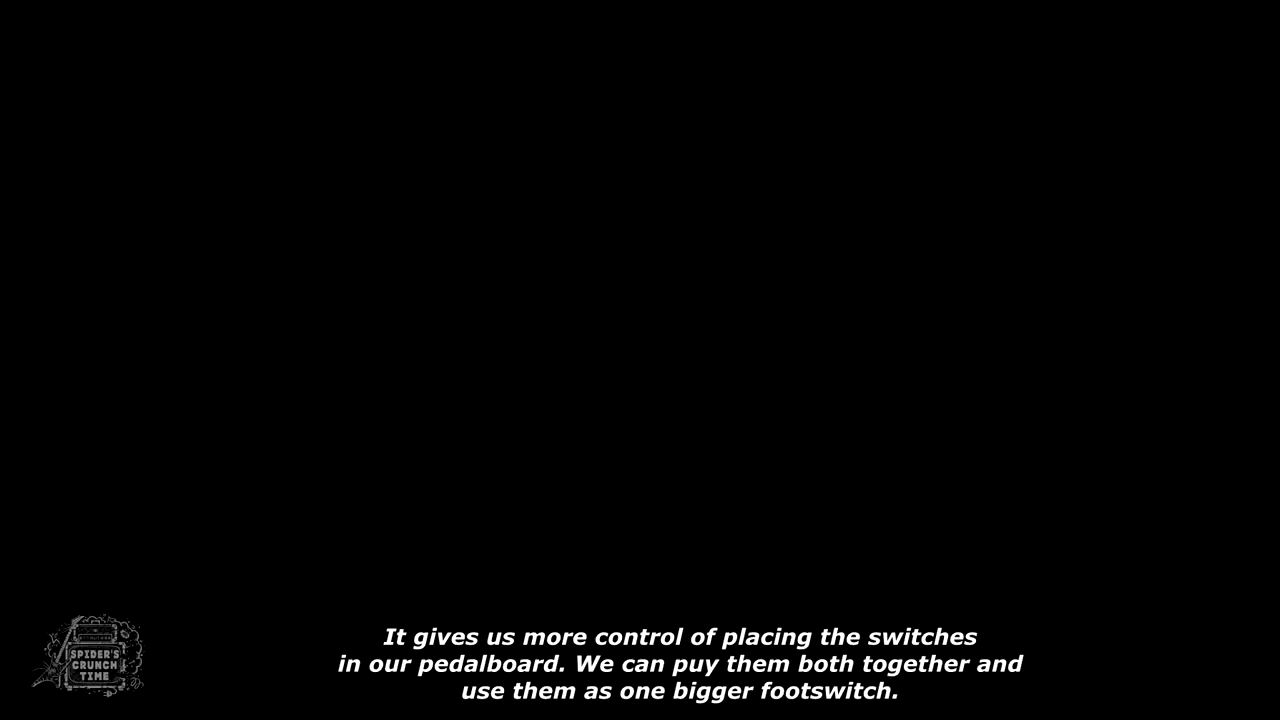 It gives us more control of placing the switches
in our pedalboard. We can puy them both together and
use them as one bigger footswitch.
SPIDER'S
CRUNCH
TIME